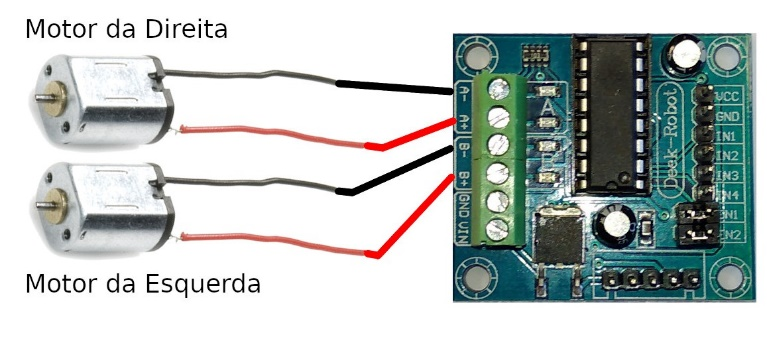 Motor da Direita
Motor da Esquerda
A-
A+
B-
B+
GND
VIN
A
B
Deek-Robot
VCC
GND
IN1
IN2
IN3
IN4
EN1
EN2